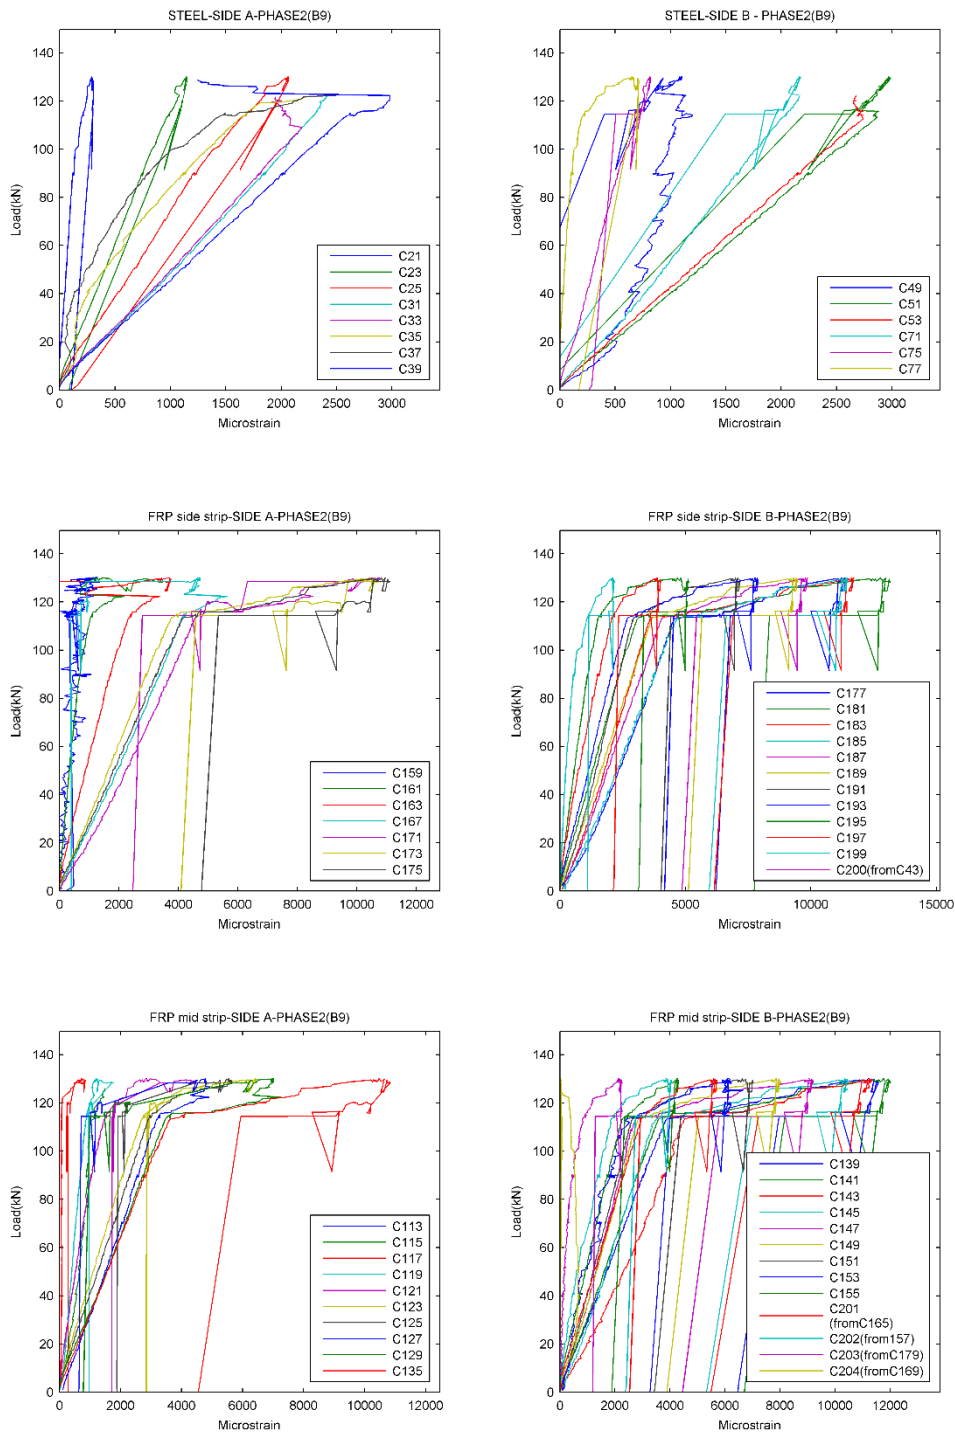 STEEL-SIDE A-PHASE2(B9)
140
120
100
80
60
40
20
0
Load(kN)
0 500 1000 1500 2000 2500 3000
Microstrain
C21
C23
C25
C31
C33
C35
C37
C39
STEEL-SIDE B - PHASE2(B9)
140
120
100
80
60
40
20
0
Load(kN)
0 500 1000 1500 2000 2500 3000
Microstrain
C49
C51
C53
C71
C75
C77
FRP side strip-SIDE A-PHASE2(B9)
140
120
100
80
60
40
20
0
Load(kN)
0 2000 4000 6000 8000 10000 12000
Microstrain
C159
C161
C163
C167
C171
C173
C175
FRP side strip-SIDE B-PHASE2(B9)
140
120
100
80
60
40
20
0
Load(kN)
0 5000 10000 15000
Microstrain
C177
C181
C183
C185
C187
C189
C191
C193
C195
C197
C199
C200(fromC43)
FRP mid strip-SIDE A-PHASE2(B9)
140
120
100
80
60
40
20
0
Load(kN)
0 2000 4000 6000 8000 10000 12000
Microstrain
C113
C115
C117
C119
C121
C123
C125
C127
C129
C135
FRP mid strip-SIDE B-PHASE2(B9)
140
120
100
80
60
40
20
0
Load(kN)
0 2000 4000 6000 8000 10000 12000
Microstrain
C139
C141
C143
C145
C147
C149
C151
C153
C155
C201
(fromC165)
C202(from157)
C203(fromC179)
C204(fromC169)